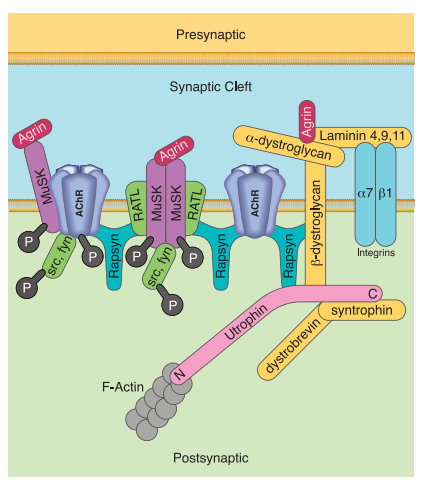 Presynaptic
Synaptic Cleft
Agrin
MuSK
AChR
P
src, fyn
P
P
Rapsyn
RATL
Agrin
MuSK
MuSK
RATL
P
src, fyn
P
Rapsyn
AChR
Rapsyn
Agrin
α-dystroglycan
Laminin 4,9,11
β-dystroglycan
α7
β1
Integrins
Utrophin
N
C
syntrophin
dystrobrevin
F-Actin
Postsynaptic